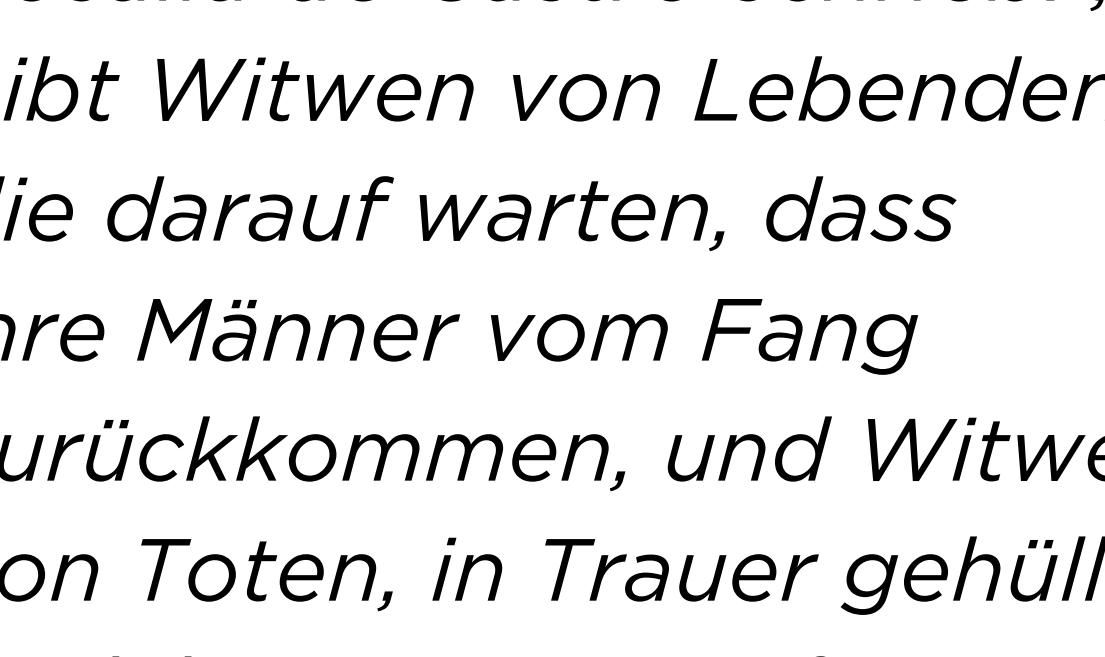 ibt Witwen von Lebenden
ie darauf warten, dass
hre Männer vom Fang
urückkommen, und Witwe
on Toten, in Trauer gehüll